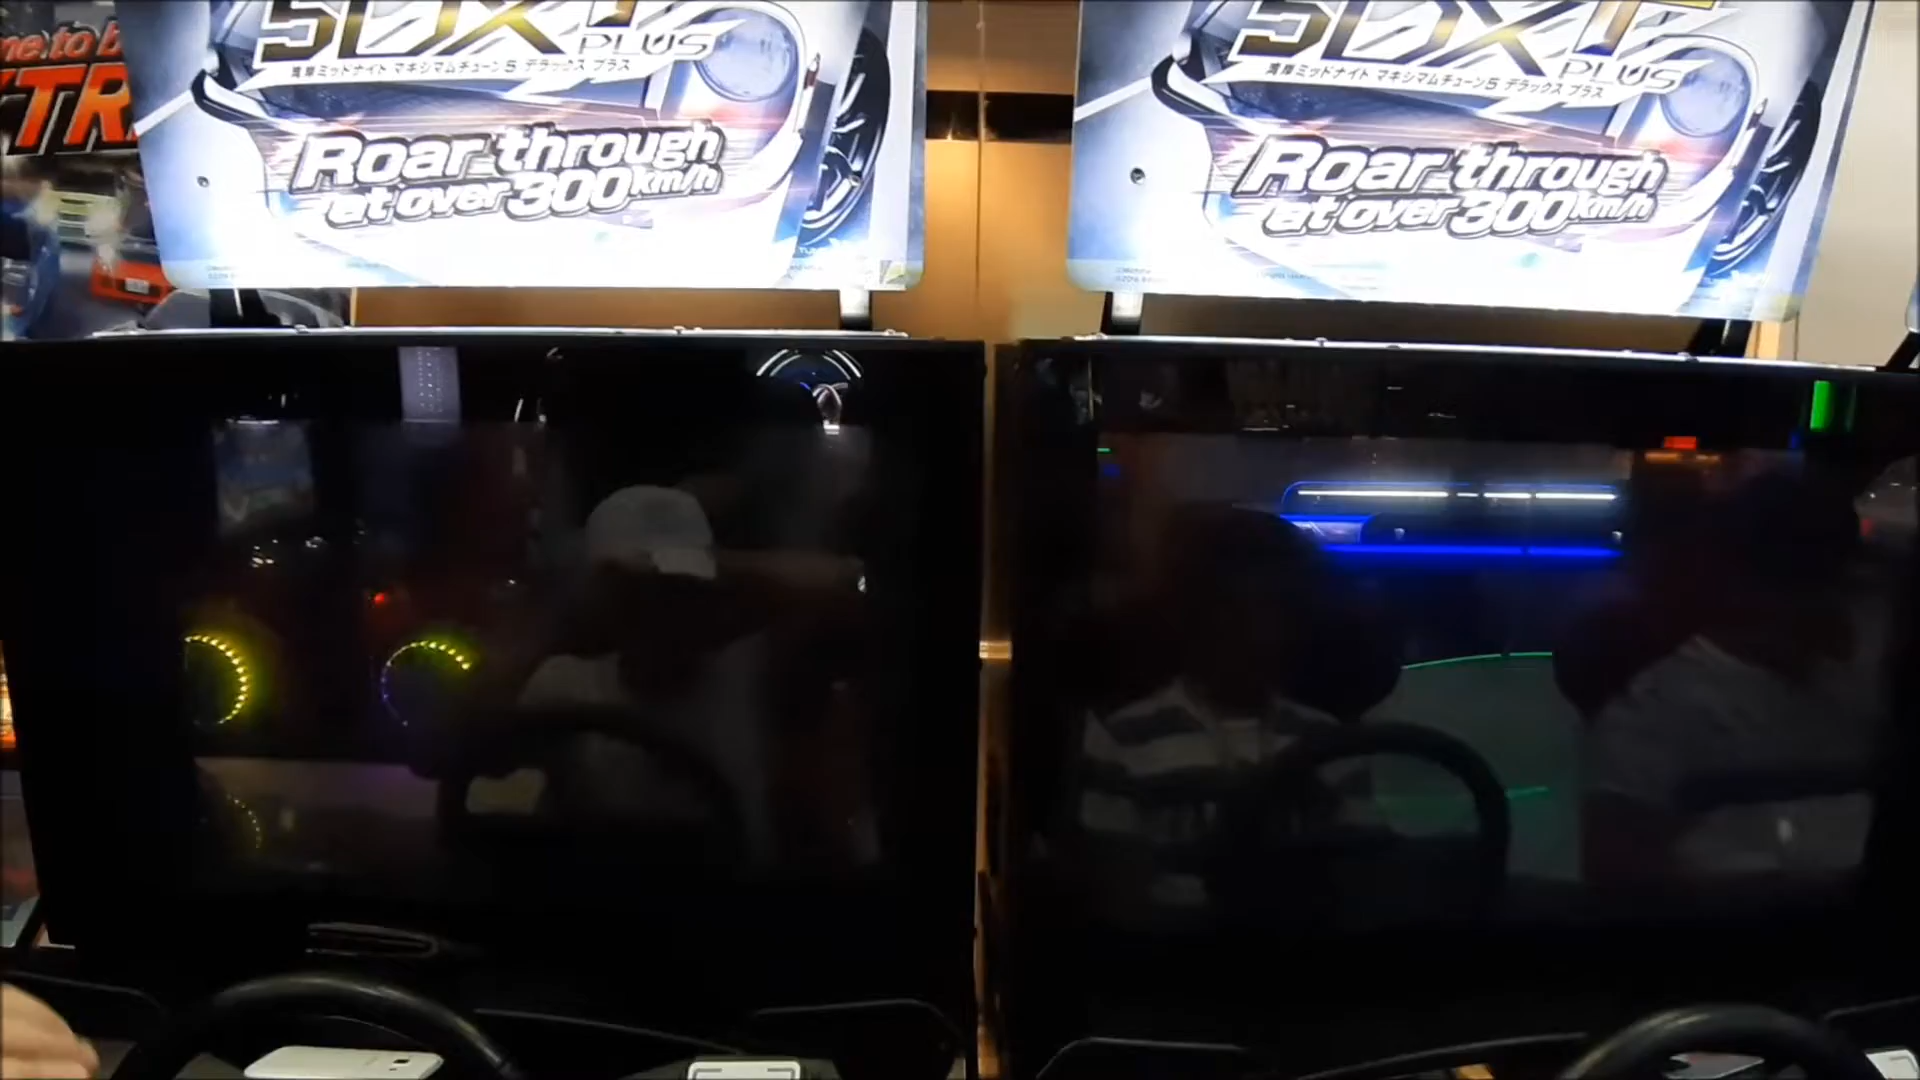 5DX+
PLUS
湾岸ミッドナイト マキシマムチューン5 デラックス プラス
Roar through
at over 300km/h
5DX+
PLUS
湾岸ミッドナイト マキシマムチューン5 デラックス プラス
Roar through
at over 300km/h